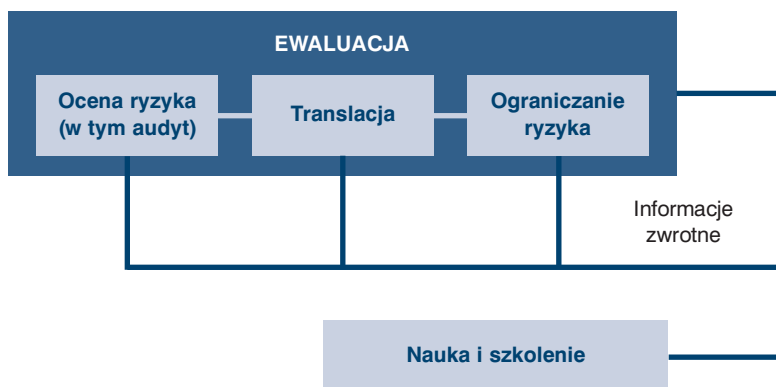 EWALUACJA
Ocena ryzyka
(w tym audyt)
Translacja
Ograniczanie
ryzyka
Informacje
zwrotne
Nauka i szkolenie